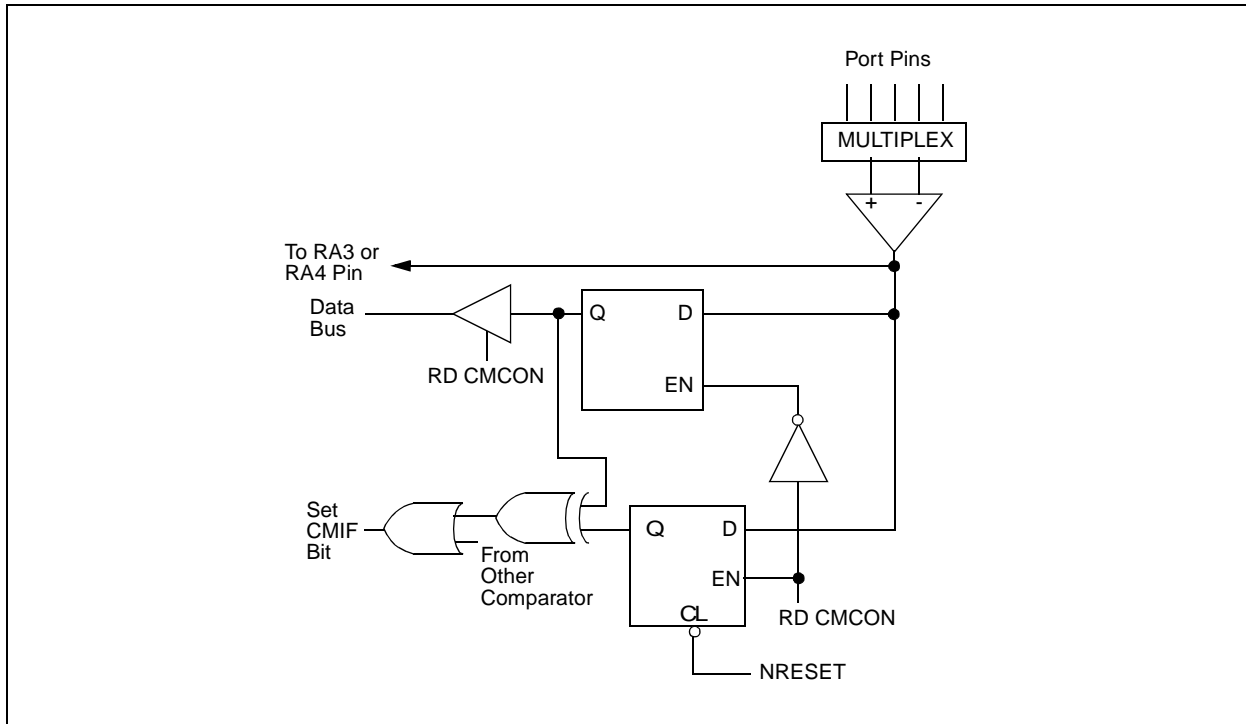 Port Pins
MULTIPLEX
+ -
To RA3 or
RA4 Pin
Data
Bus
Q D
EN
RD CMCON
Set
CMIF
Bit
From
Other
Comparator
Q D
EN
CL
RD CMCON
NRESET